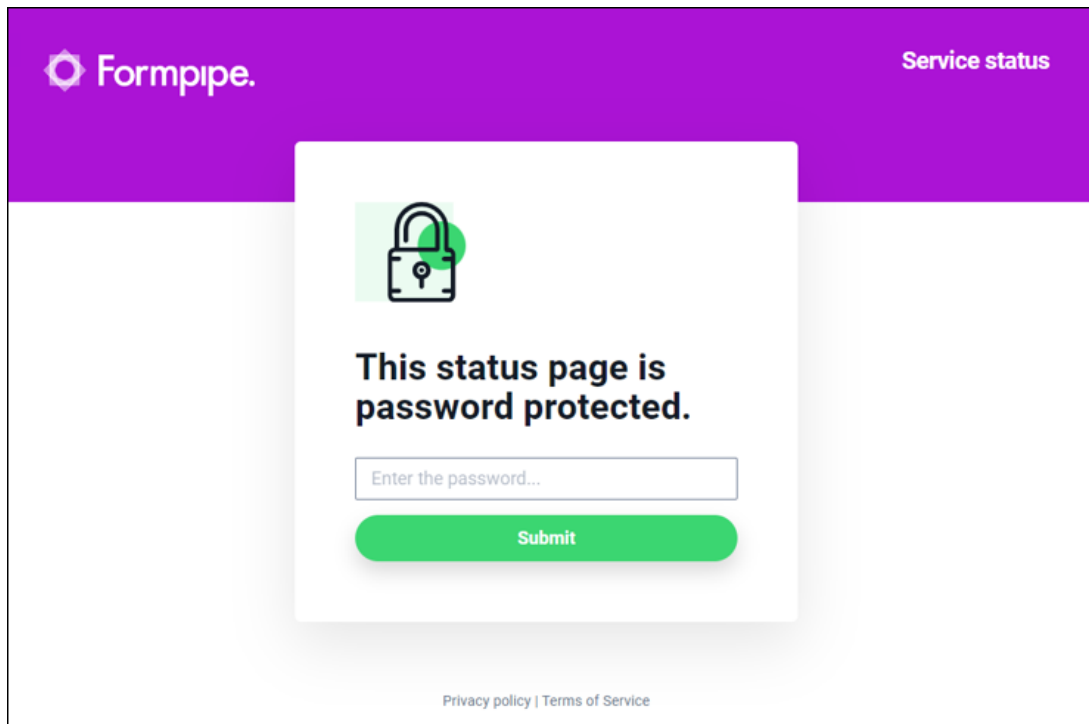 Formpipe.
Service status
This status page is
password protected.
Enter the password...
Submit
Privacy policy | Terms of Service